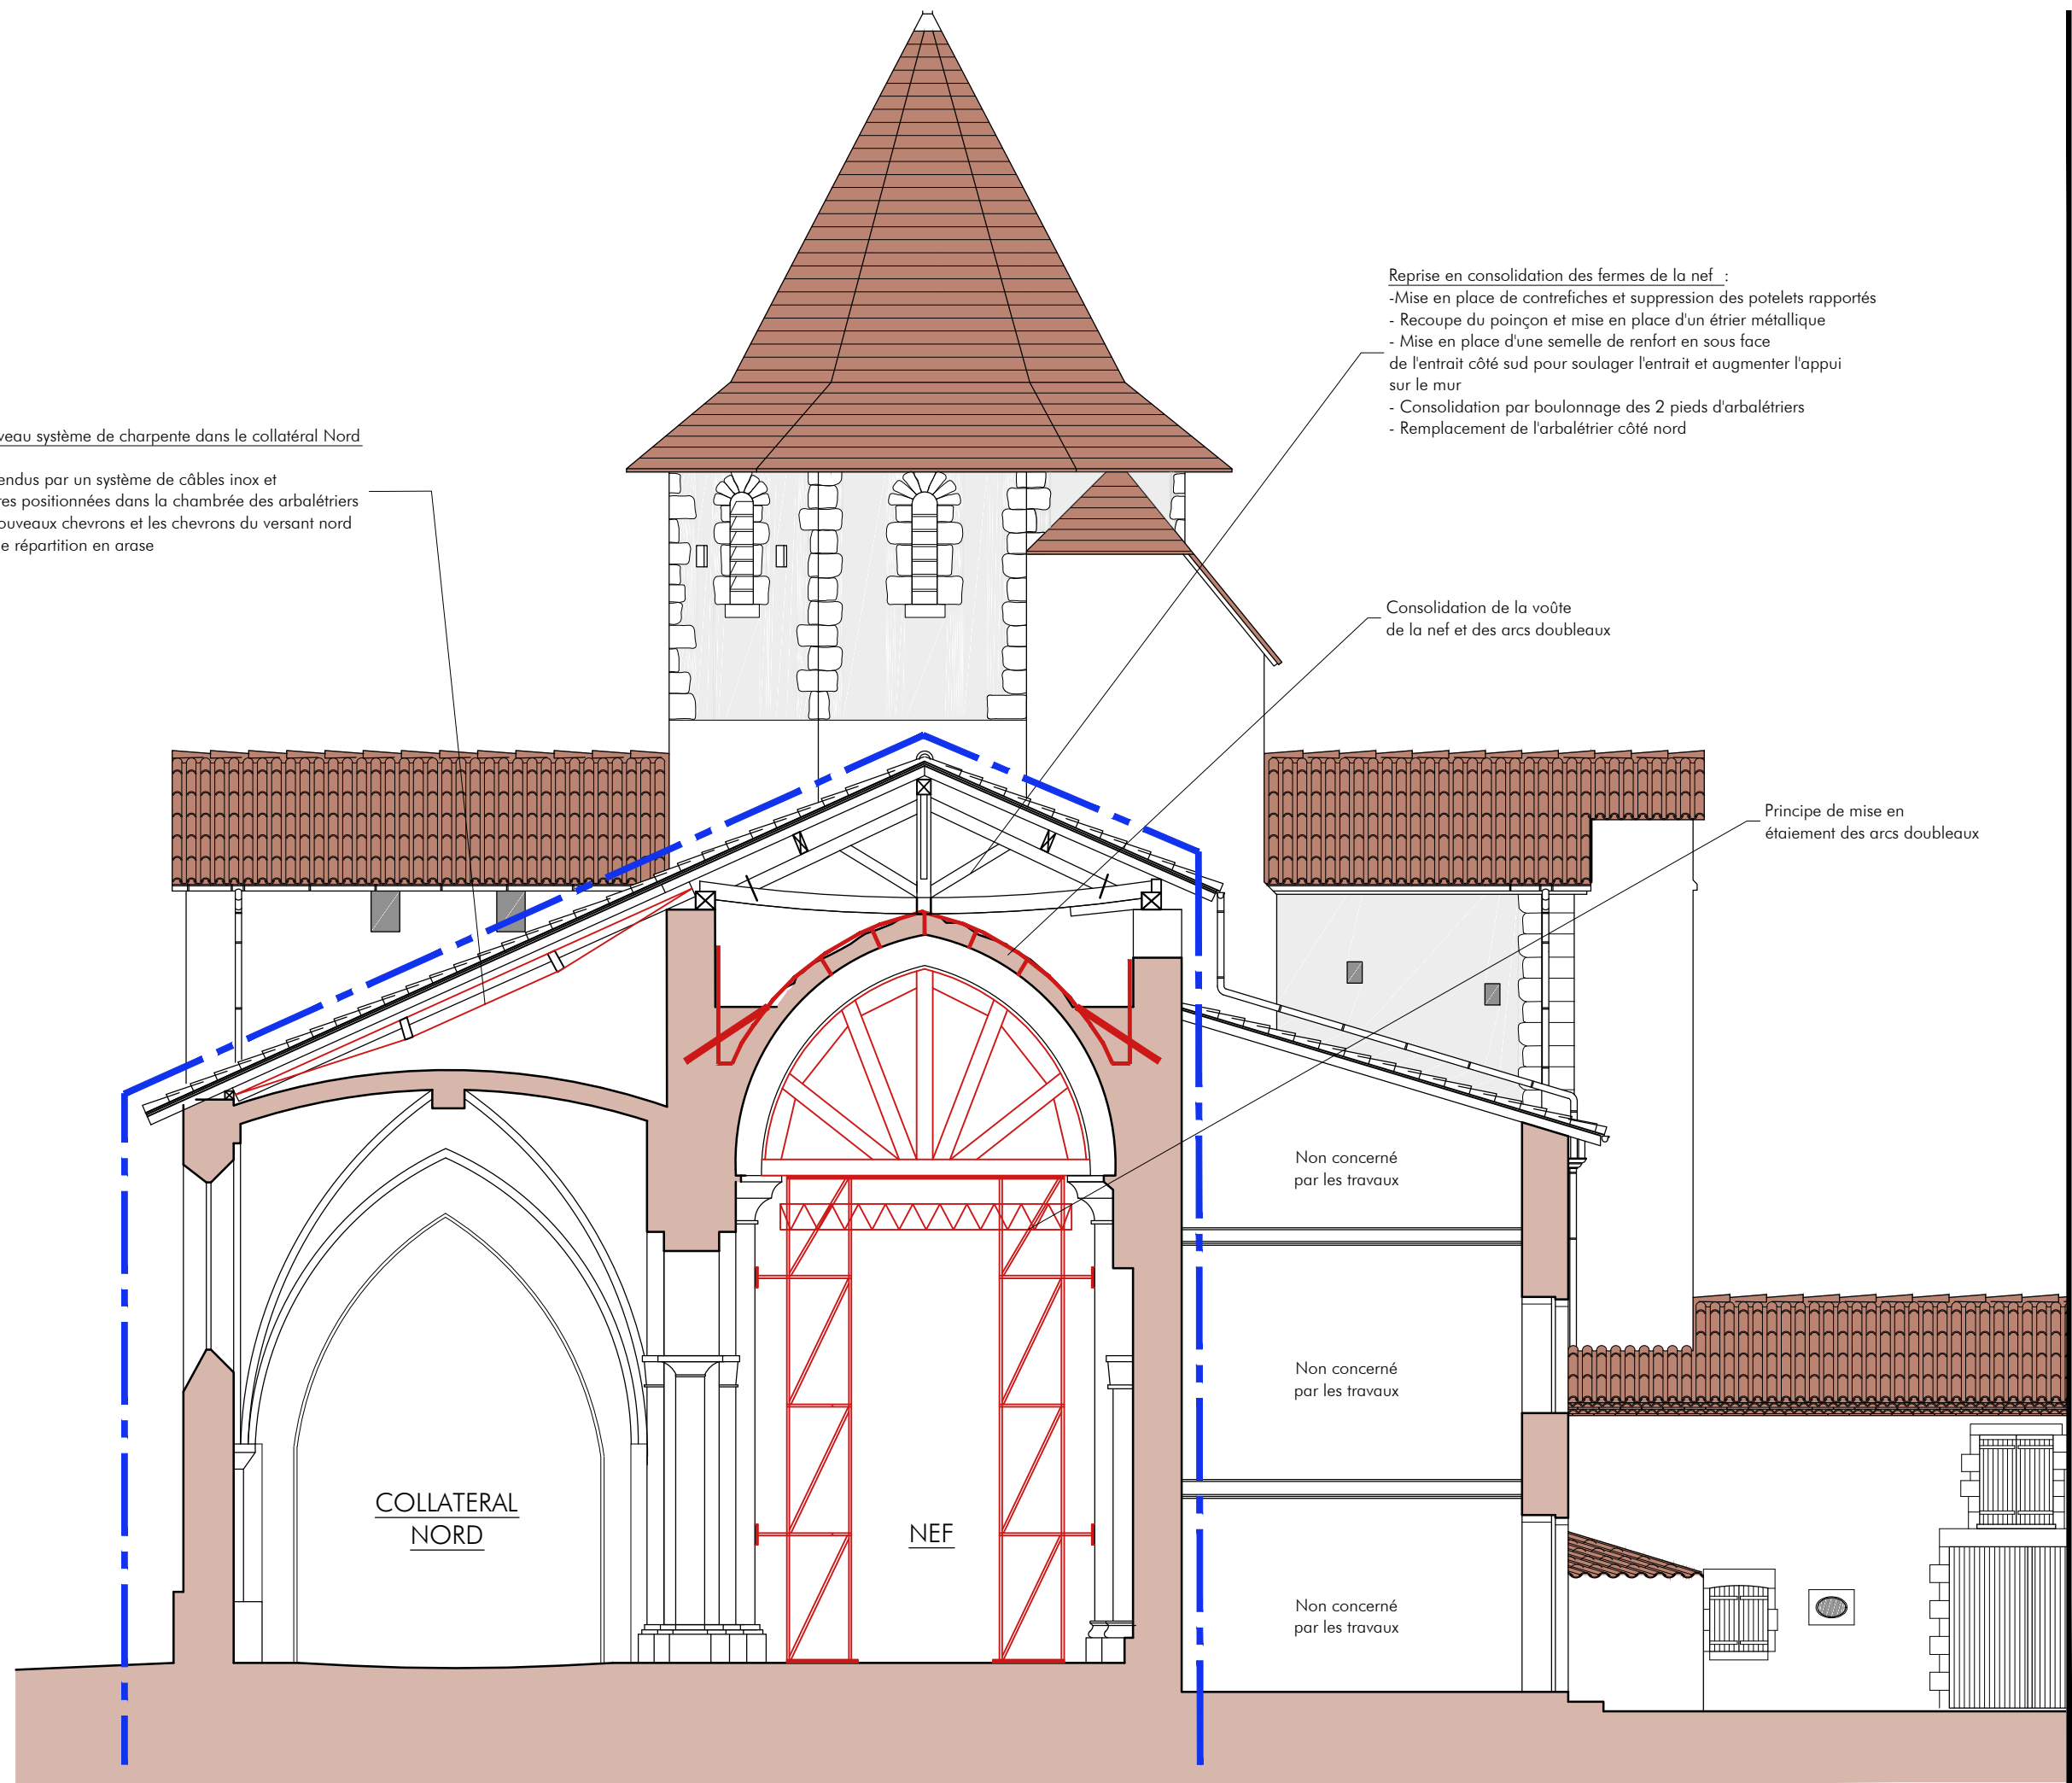 Reprise en consolidation des fermes de la nef :
-Mise en place de contrefiches et suppression des potelets rapportés
- Recoupe du poinçon et mise en place d'un étrier métallique
- Mise en place d'une semelle de renfort en sous face
de l'entrait côté sud pour soulager l'entrait et augmenter l'appui
sur le mur
- Consolidation par boulonnage des 2 pieds d'arbalétriers
- Remplacement de l'arbalétrier côté nord
système de charpente dans le collatéral Nord
par un système de câbles inox et
positionnées dans la chambrée des arbalétriers
chevrons et les chevrons du versant nord
répartition en arase
Consolidation de la voûte
de la nef et des arcs doubleaux
Principe de mise en
étaiement des arcs doubleaux
Non concerné
par les travaux
Non concerné
par les travaux
COLLATERAL
NORD
NEF
Non concerné
par les travaux